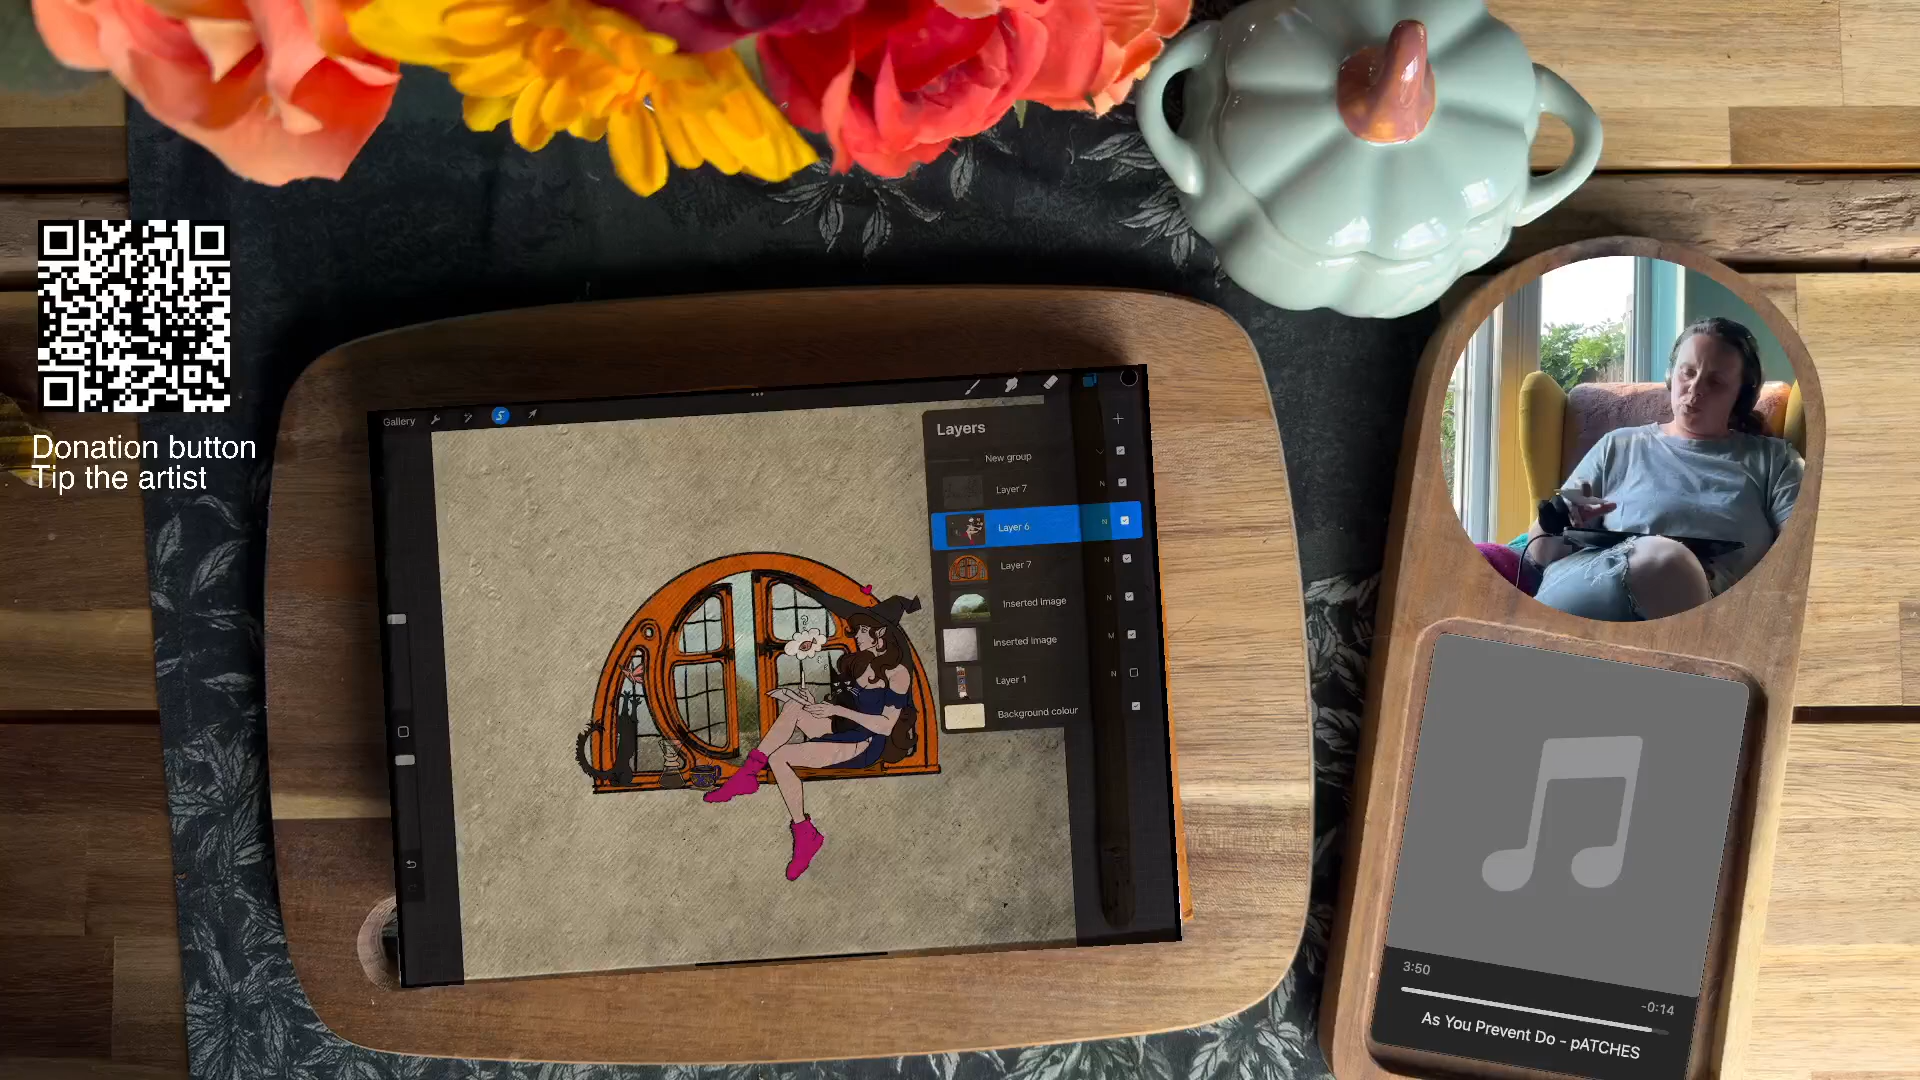 Donation button
Tip the artist
Gallery
Layers
New group
Layer 7
N
Layer 6
N
Layer 7
N
Inserted Image
N
Inserted Image
M
Layer 1
N
Background colour
3:50
-0:14
As You Prevent Do - pATCHES